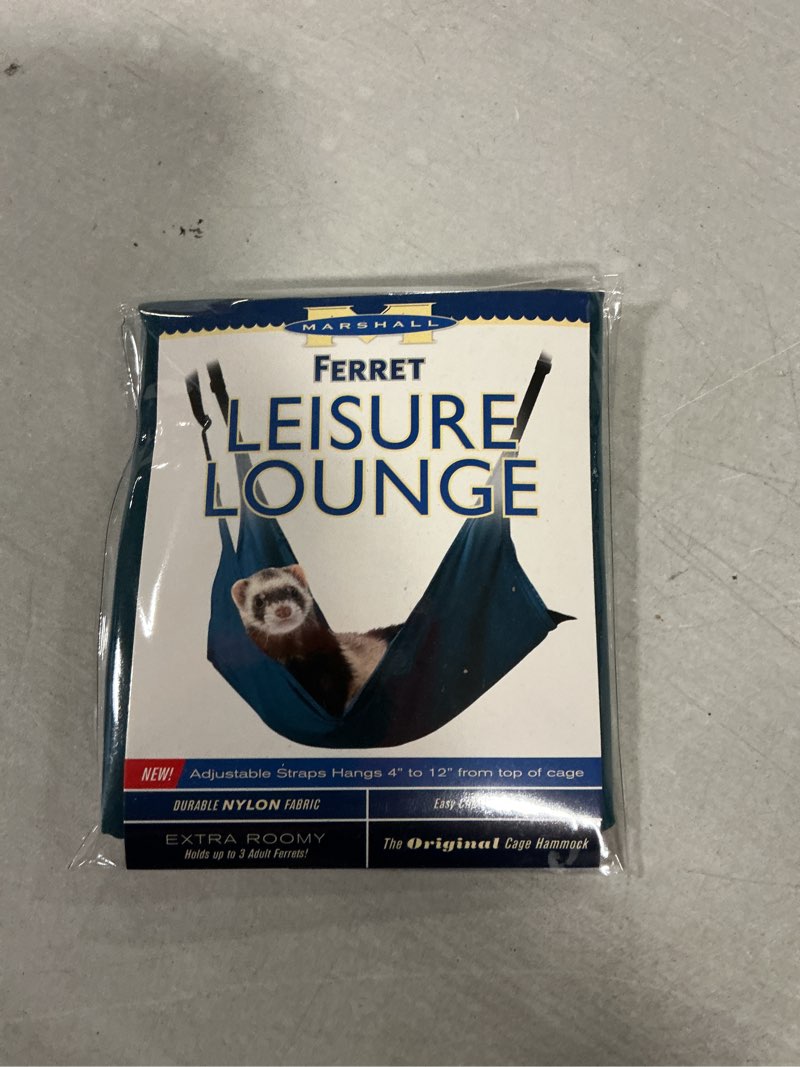 MARSHALL
FERRET
LEISURE
LOUNGE
NEW! Adjustable Straps Hangs 4" to 12" from top of cage
DURABLE NYLON FABRIC
Easy
EXTRA ROOMY
Holds up to 3 Adult Ferrets!
The Original Cage Hammock